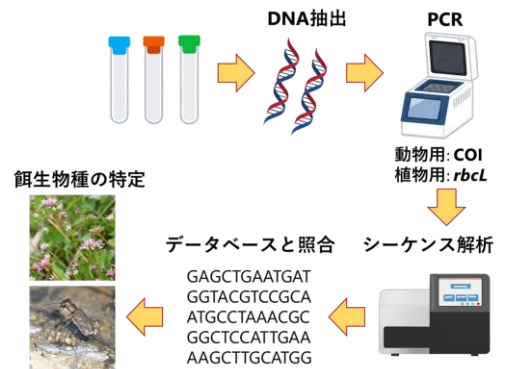 DNA抽出
PCR
動物用: COI
植物用: rbcL
シーケンス解析
データベースと照合
GAGCTGAATGAT
GGTACGTCCGCA
ATGCCTAAACGC
GGCTCCATTGAA
AAGCTTGCATGG
餌生物種の特定